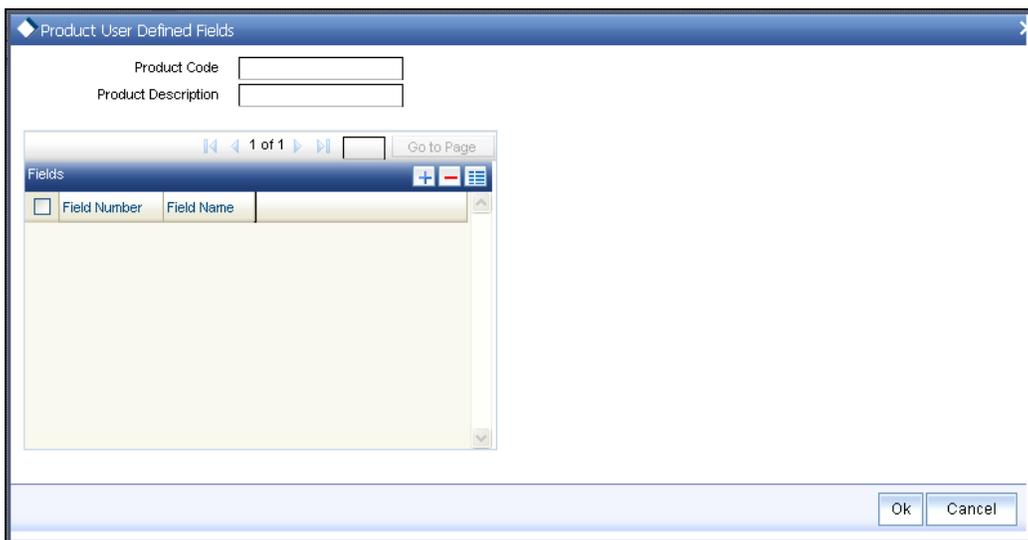 Product User Defined Fields
Product Code
Product Description
1 of 1
Go to Page
Fields
Field Number
Field Name
Ok
Cancel